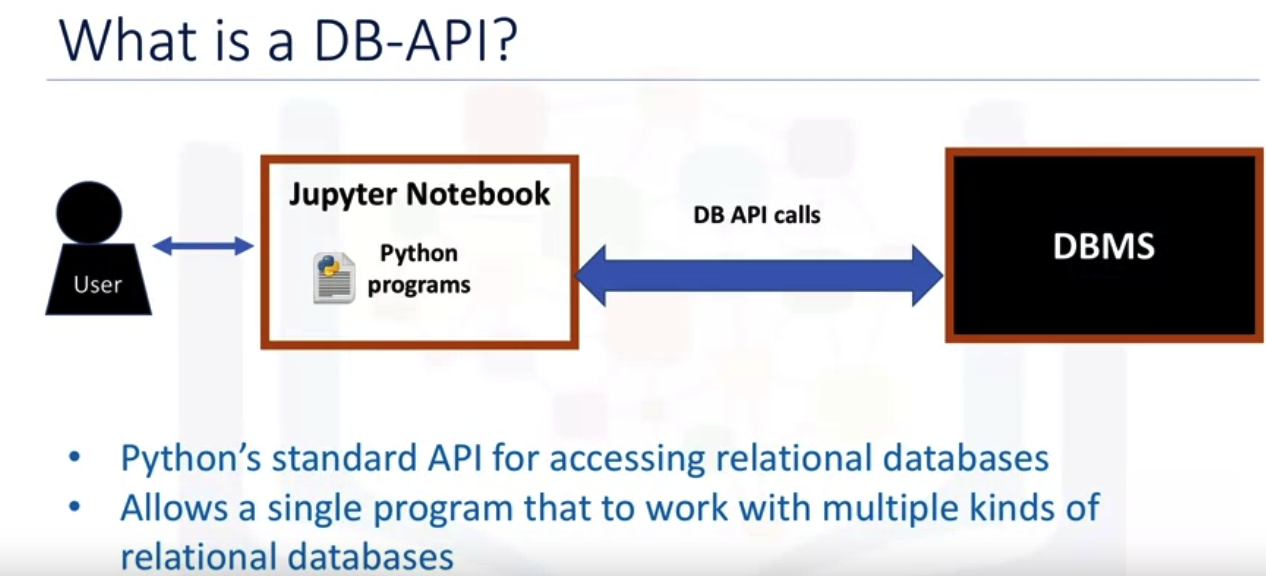 What is a DB-API?
Jupyter Notebook
Python
programs
User
DB API calls
DBMS
• Python’s standard API for accessing relational databases
• Allows a single program that to work with multiple kinds of
relational databases